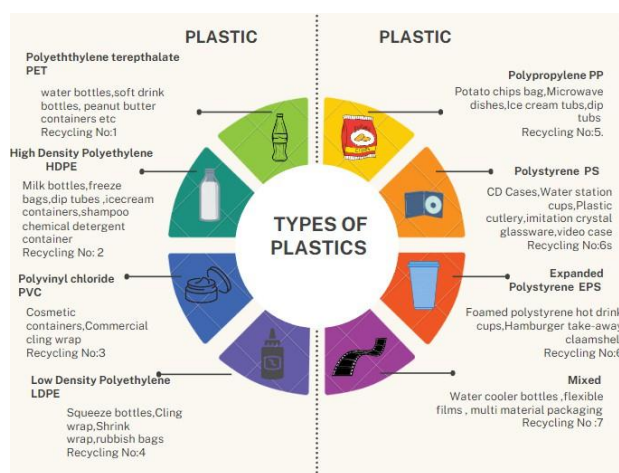 PLASTIC
Polyeththylene terepthalate
PET
water bottles,soft drink
bottles, peanut butter
containers etc
Recycling No:1
High Density Polyethylene
HDPE
Milk bottles,freeze
bags,dip tubes ,icecream
containers,shampoo
chemical detergent
container
Recycling No: 2
Polyvinyl chloride
PVC
Cosmetic
containers,Commercial
cling wrap
Recycling No:3
Low Density Polyethylene
LDPE
Squeeze bottles,Cling
wrap,Shrink
wrap,rubbish bags
Recycling No:4
TYPES OF
PLASTICS
PLASTIC
Polypropylene PP
Potato chips bag,Microwave
dishes,Ice cream tubs,dip
tubs
Recycling No:5.
Polystyrene PS
CD Cases,Water station
cups,Plastic
cutlery,imitation crystal
glassware,video case
Recycling No:6s
Expanded
Polystyrene EPS
Foamed polystyrene hot drink
cups,Hamburger take-away
claamshel
Recycling No:6
Mixed
Water cooler bottles ,flexible
films , multi material packaging
Recycling No :7